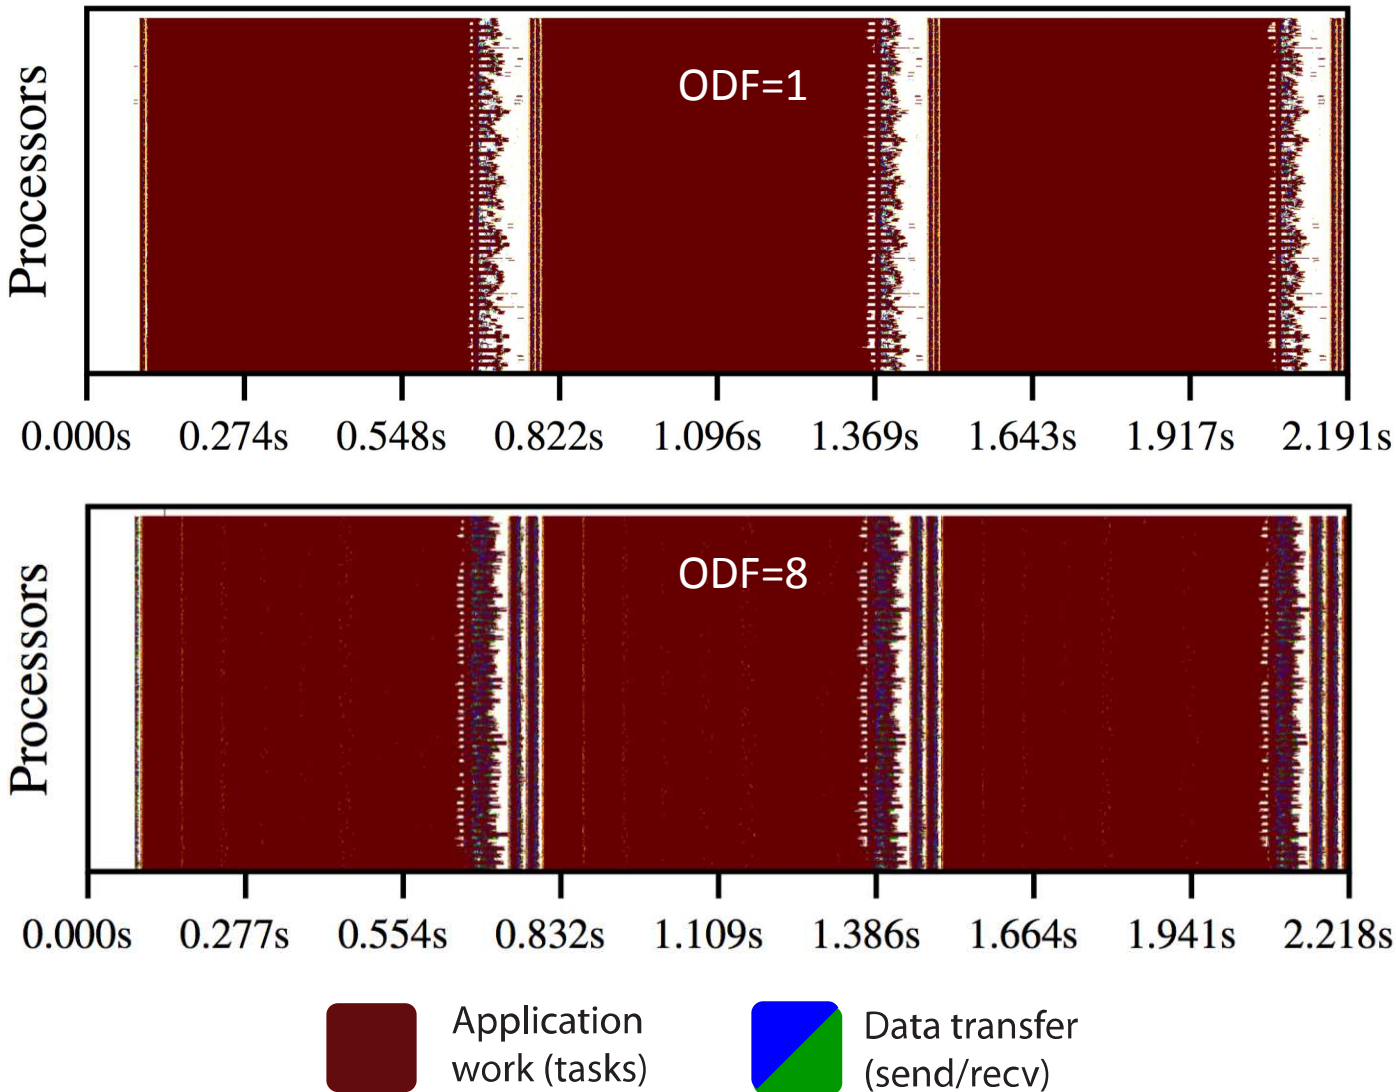 Processors
ODF=1
0.000s 0.274s 0.548s 0.822s 1.096s 1.369s 1.643s 1.917s 2.191s
Processors
ODF=8
0.000s 0.277s 0.554s 0.832s 1.109s 1.386s 1.664s 1.941s 2.218s
Application
work (tasks)
Data transfer
(send/recv)